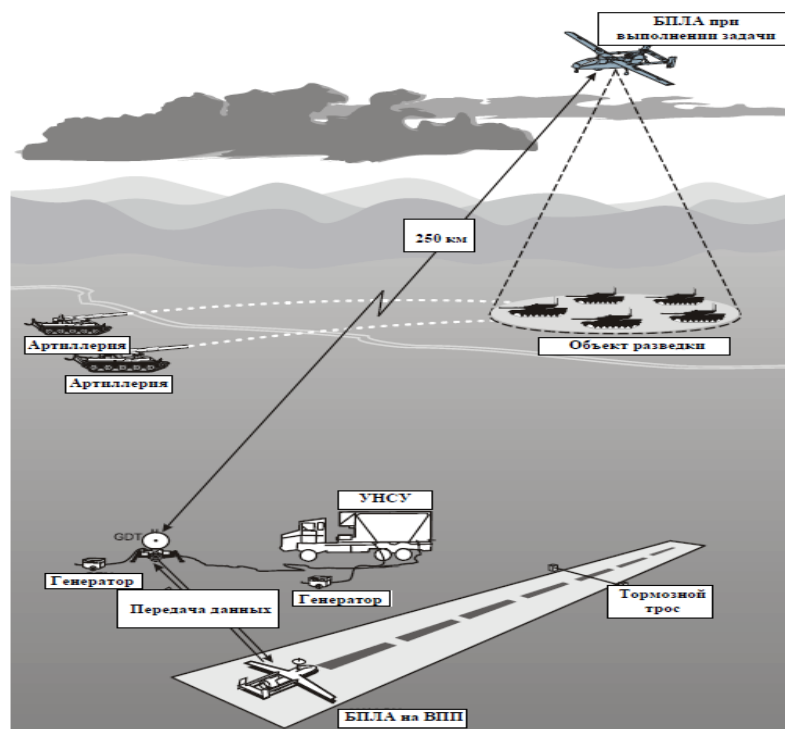 БПЛА при
выполнении задачи
250 км
Артиллерия
Артиллерия
Объект разведки
УНСУ
GDT
Генератор
Генератор
Передача данных
Тормозной
трос
БПЛА на ВПП